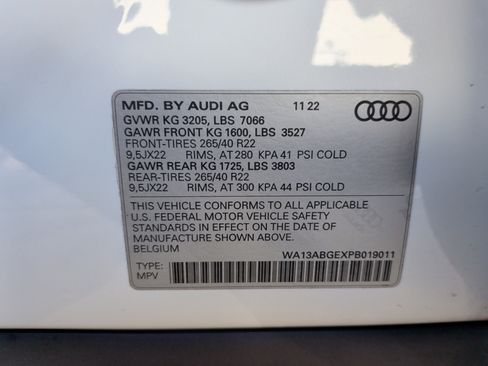 MFD. BY AUDI AG 11 22
GVWR KG 3205, LBS 7066
GAWR FRONT KG 1600, LBS 3527
FRONT-TIRES 265/40 R22
9,5JX22 RIMS, AT 280 KPA 41 PSI COLD
GAWR REAR KG 1725, LBS 3803
REAR-TIRES 265/40 R22
9,5JX22 RIMS, AT 300 KPA 44 PSI COLD
THIS VEHICLE CONFORMS TO ALL APPLICABLE
U.S. FEDERAL MOTOR VEHICLE SAFETY
STANDARDS IN EFFECT ON THE DATE OF
MANUFACTURE SHOWN ABOVE.
BELGIUM
WA13ABGEXPB019011
TYPE:
MPV